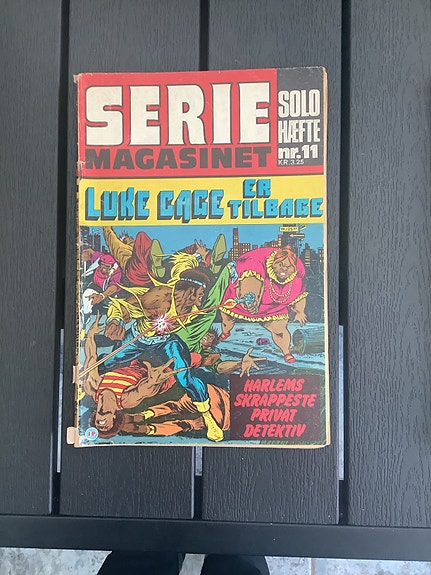 SERIE
MAGASINET
SOLO
HÆFTE
nr.11
KR.3,25
LUKE CAGE ER TILBAGE
HARLEMS
SKRAPPESTE
PRIVAT
DETEKTIV